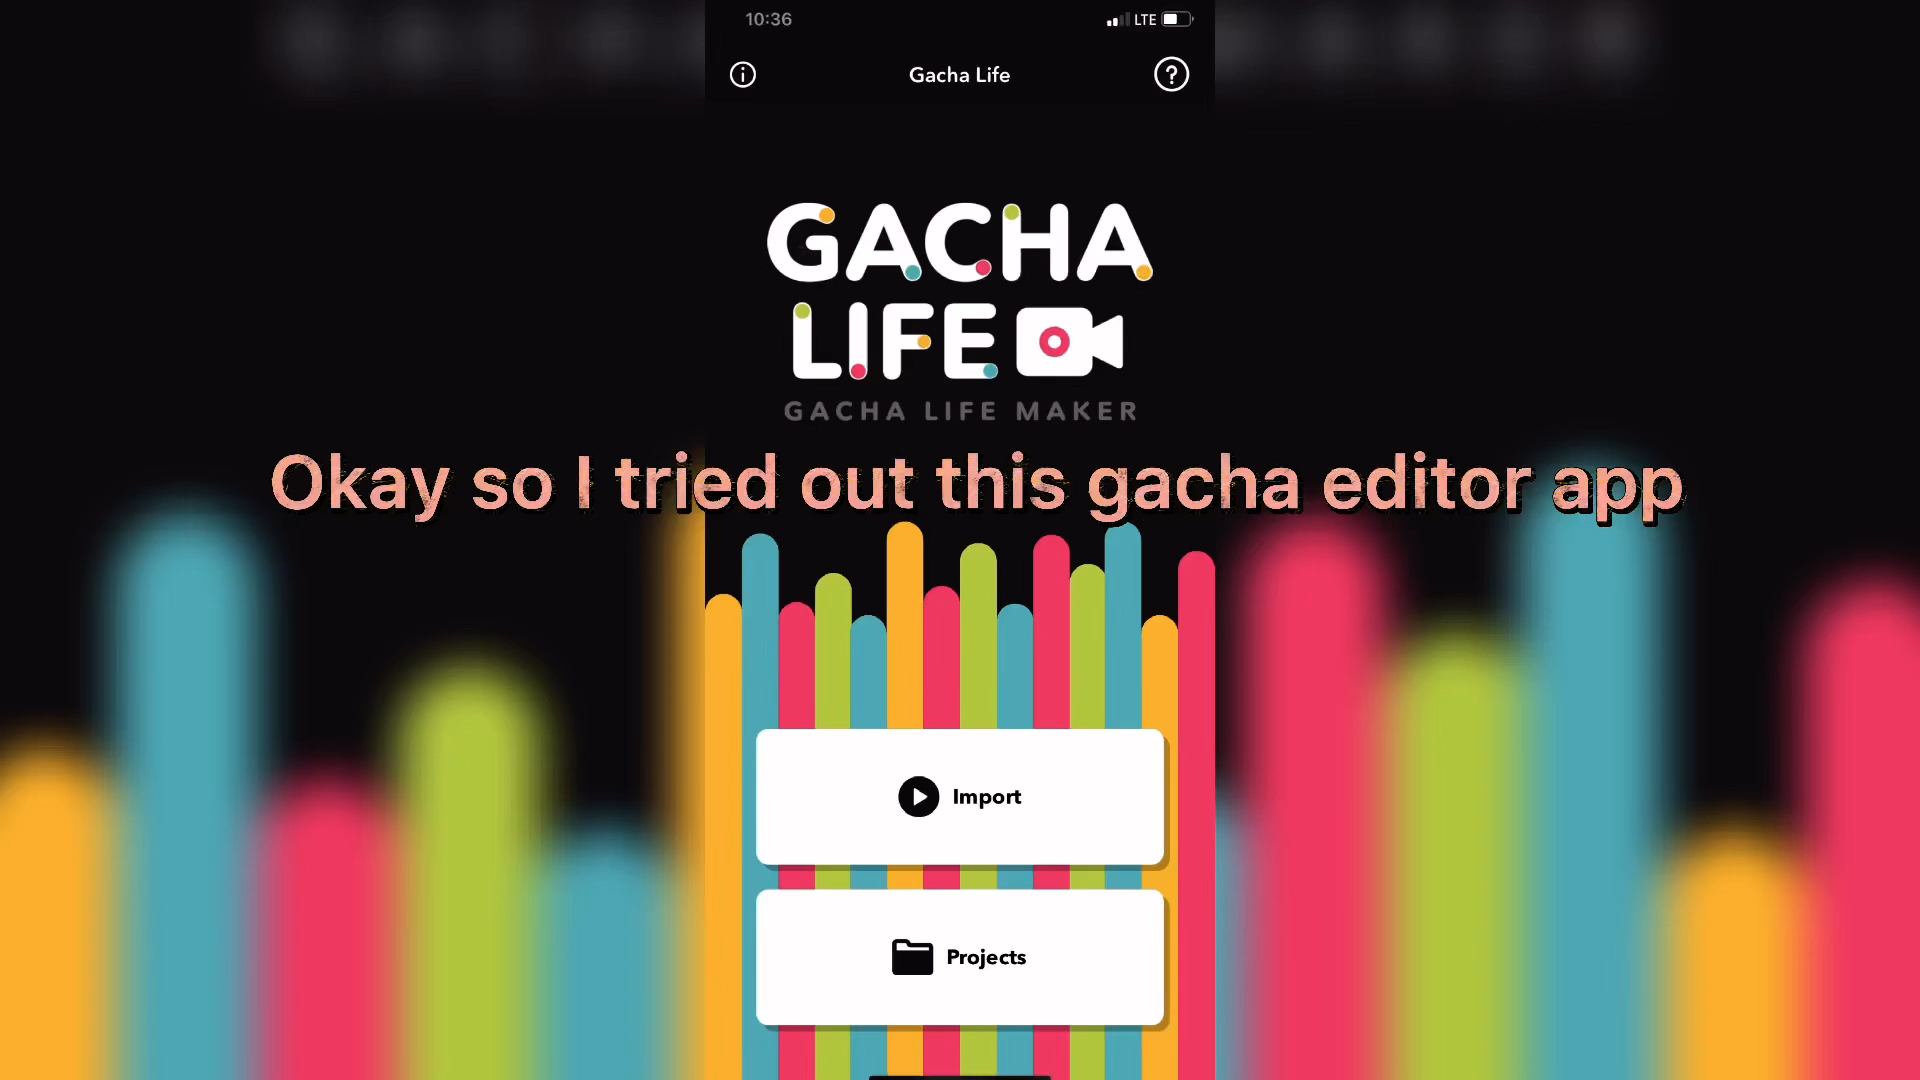 10:36
LTE
Gacha Life
GACHA
LIFE
GACHA LIFE MAKER
Okay so I tried out this gacha editor app
Import
Projects